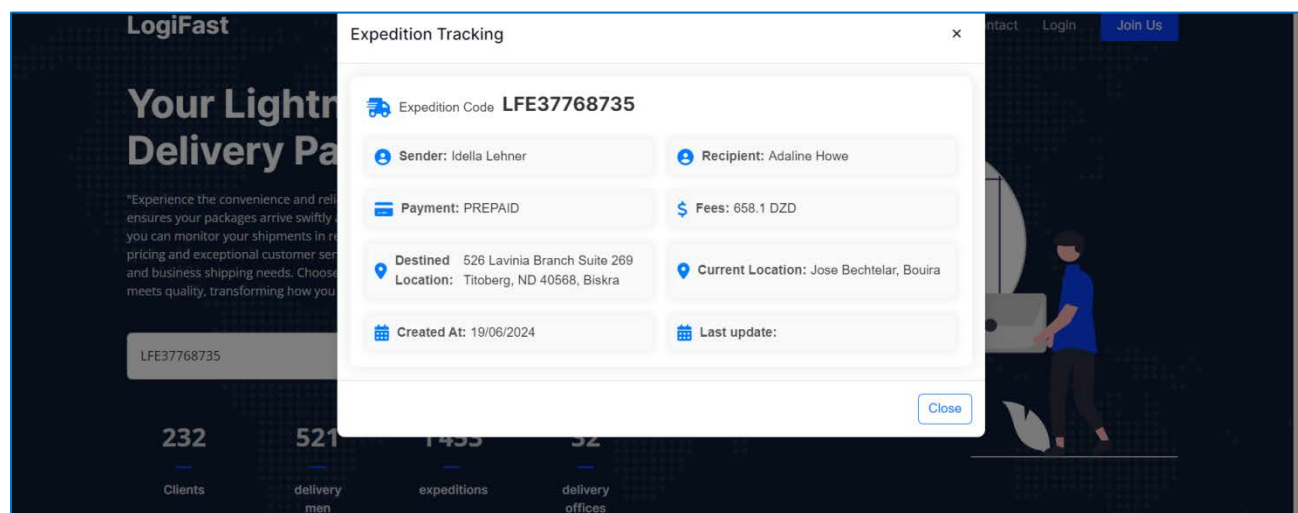 LogiFast
Expedition Tracking
×
ntact Login Join Us
Your Lightn
Delivery Pa
"Experience the convenience and reli
ensures your packages arrive swiftly
you can monitor your shipments in re
pricing and exceptional customer ser
and business shipping needs. Choose
meets quality, transforming how you
LFE37768735
Expedition Code LFE37768735
Sender: Idella Lehner
Recipient: Adaline Howe
Payment: PREPAID
Fees: 658.1 DZD
Destined 526 Lavinia Branch Suite 269
Location: Titoberg, ND 40568, Biskra
Current Location: Jose Bechtelar, Bouira
Created At: 19/06/2024
Last update:
Close
232 521
Clients delivery expeditions delivery
men offices